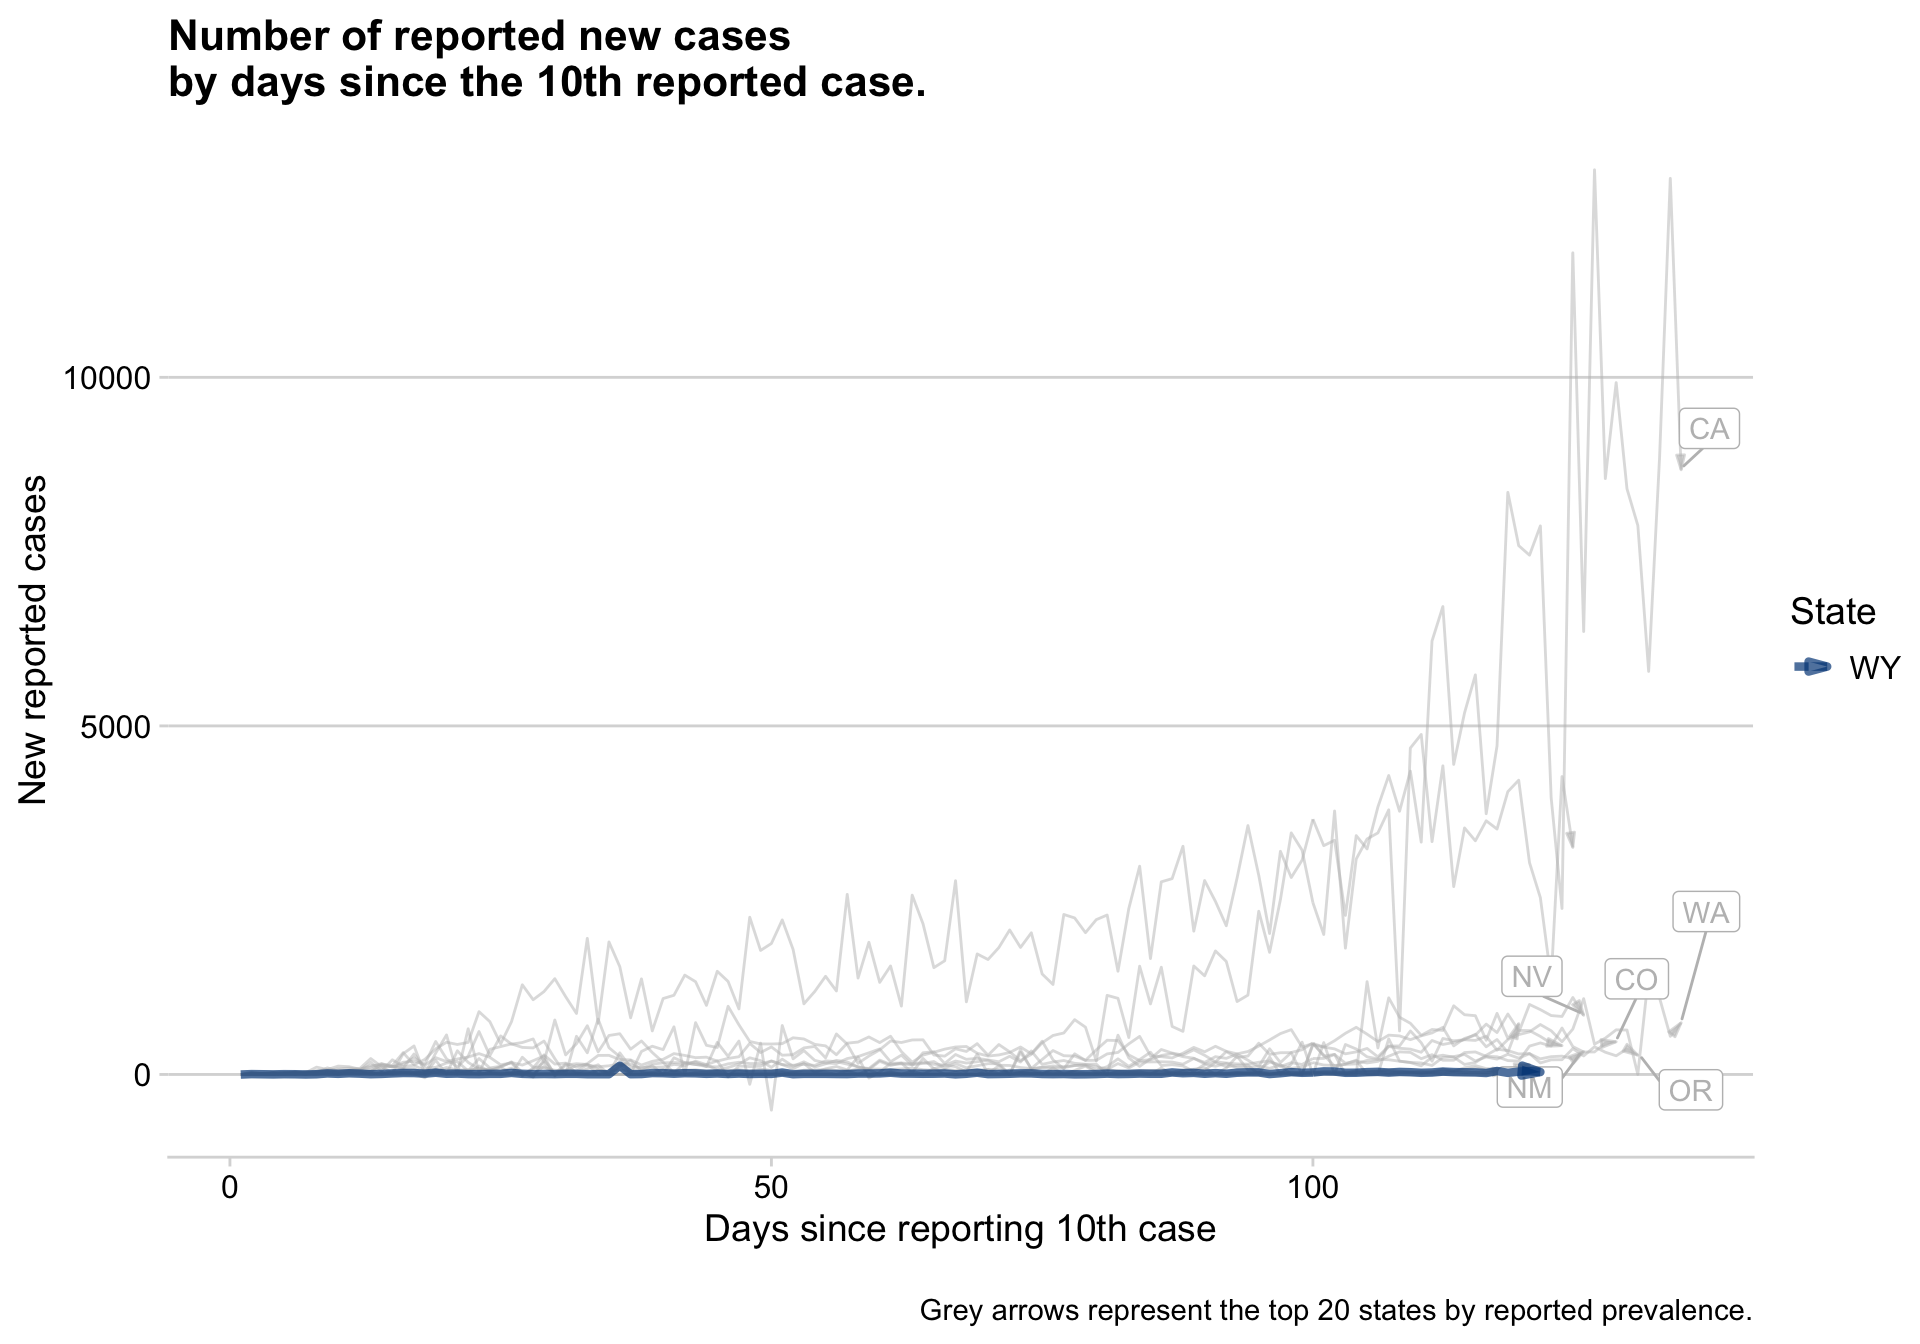 Number of reported new cases
by days since the 10th reported case.
New reported cases
10000
5000
0
CA
WA
NV
CO
NM
OR
State
WY
0
50
100
Days since reporting 10th case
Grey arrows represent the top 20 states by reported prevalence.